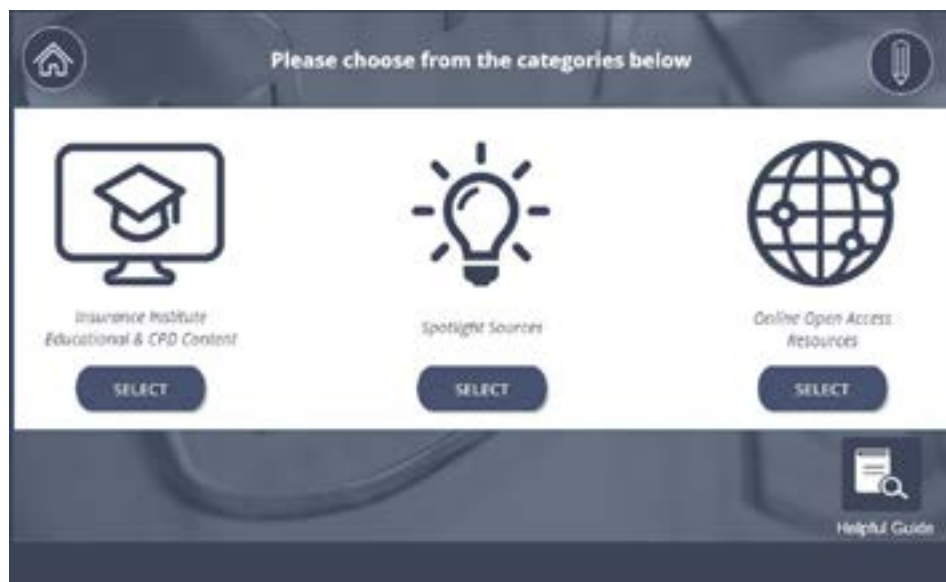 Please choose from the categories below
Insurance Institute
Educational & CPD Content
SELECT
Spotlight Sources
SELECT
Online Open Access
Resources
SELECT
Helpful Guide